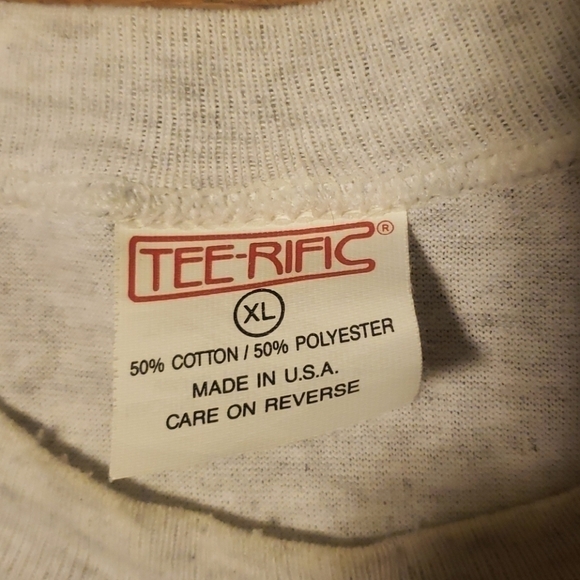 TEE-RIFIC®
XL
50% COTTON / 50% POLYESTER
MADE IN U.S.A.
CARE ON REVERSE